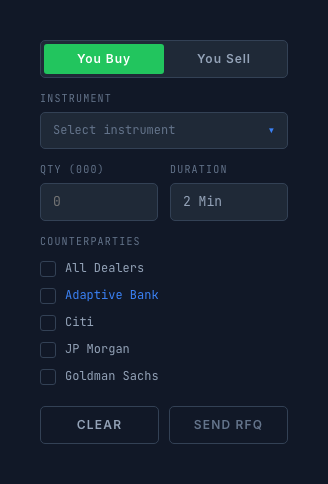 You Buy You Sell
INSTRUMENT
Select instrument ▾
QTY (000) DURATION
0 2 Min
COUNTERPARTIES
All Dealers
Adaptive Bank
Citi
JP Morgan
Goldman Sachs
CLEAR SEND RFQ